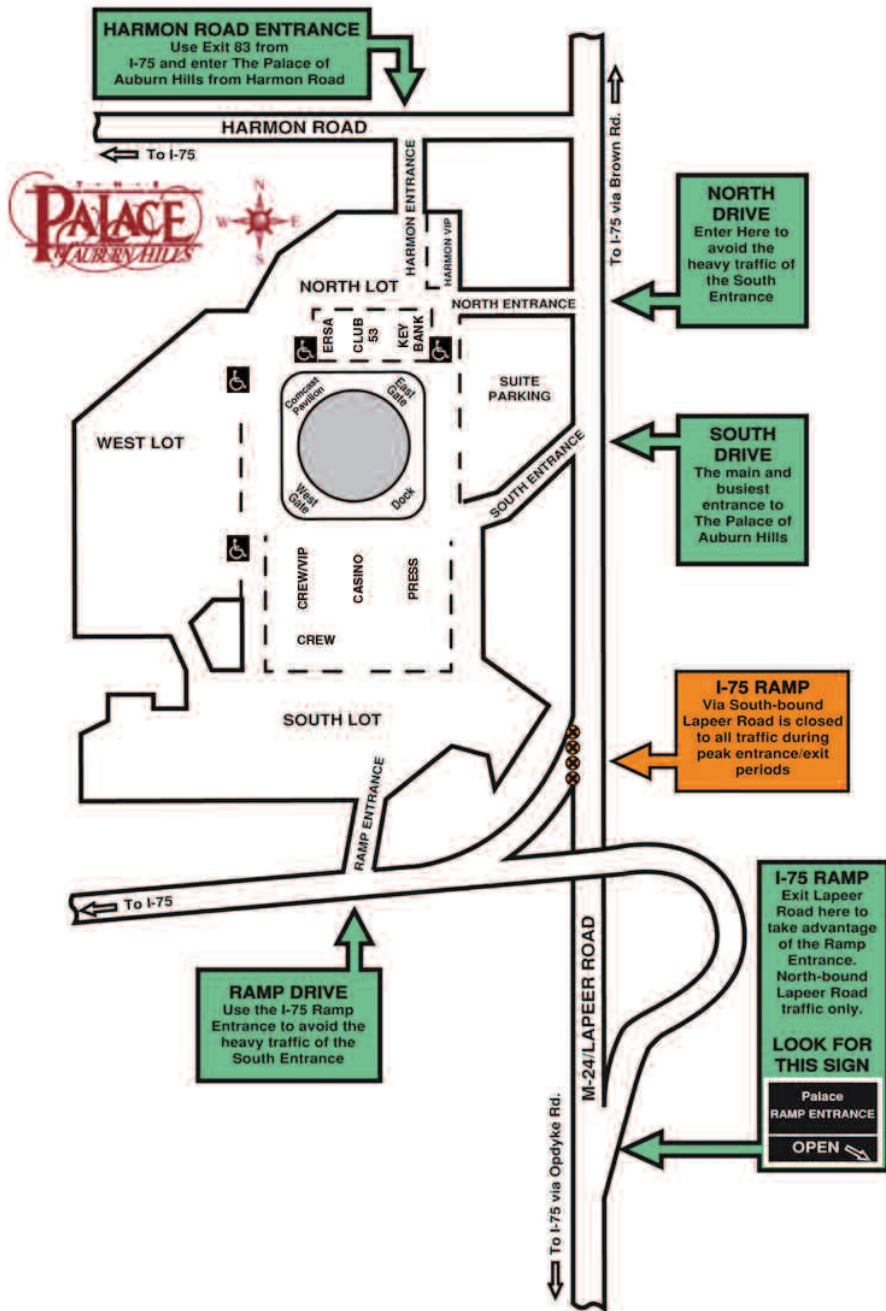 HARMON ROAD ENTRANCE
Use Exit 83 from
I-75 and enter The Palace of
Auburn Hills from Harmon Road
HARMON ROAD
To I-75
To I-75 via Brown Rd.
THE
PALACE
OF AUBURN HILLS
N
W
E
S
HARMON ENTRANCE
HARMON VIP
NORTH
DRIVE
Enter Here to
avoid the
heavy traffic of
the South
Entrance
NORTH LOT
NORTH ENTRANCE
ERSA
CLUB
53
KEY
BANK
SUITE
PARKING
Comcast
Pavilion
East
Gate
West
Gate
Dock
WEST LOT
SOUTH ENTRANCE
SOUTH
DRIVE
The main and
busiest
entrance to
The Palace of
Auburn Hills
CREW/VIP
CASINO
PRESS
CREW
SOUTH LOT
I-75 RAMP
Via South-bound
Lapeer Road is closed
to all traffic during
peak entrance/exit
periods
RAMP ENTRANCE
To I-75
RAMP DRIVE
Use the I-75 Ramp
Entrance to avoid the
heavy traffic of the
South Entrance
M-24/LAPEER ROAD
I-75 RAMP
Exit Lapeer
Road here to
take advantage
of the Ramp
Entrance.
North-bound
Lapeer Road
traffic only.
LOOK FOR
THIS SIGN
Palace
RAMP ENTRANCE
OPEN
To I-75 via Opdyke Rd.